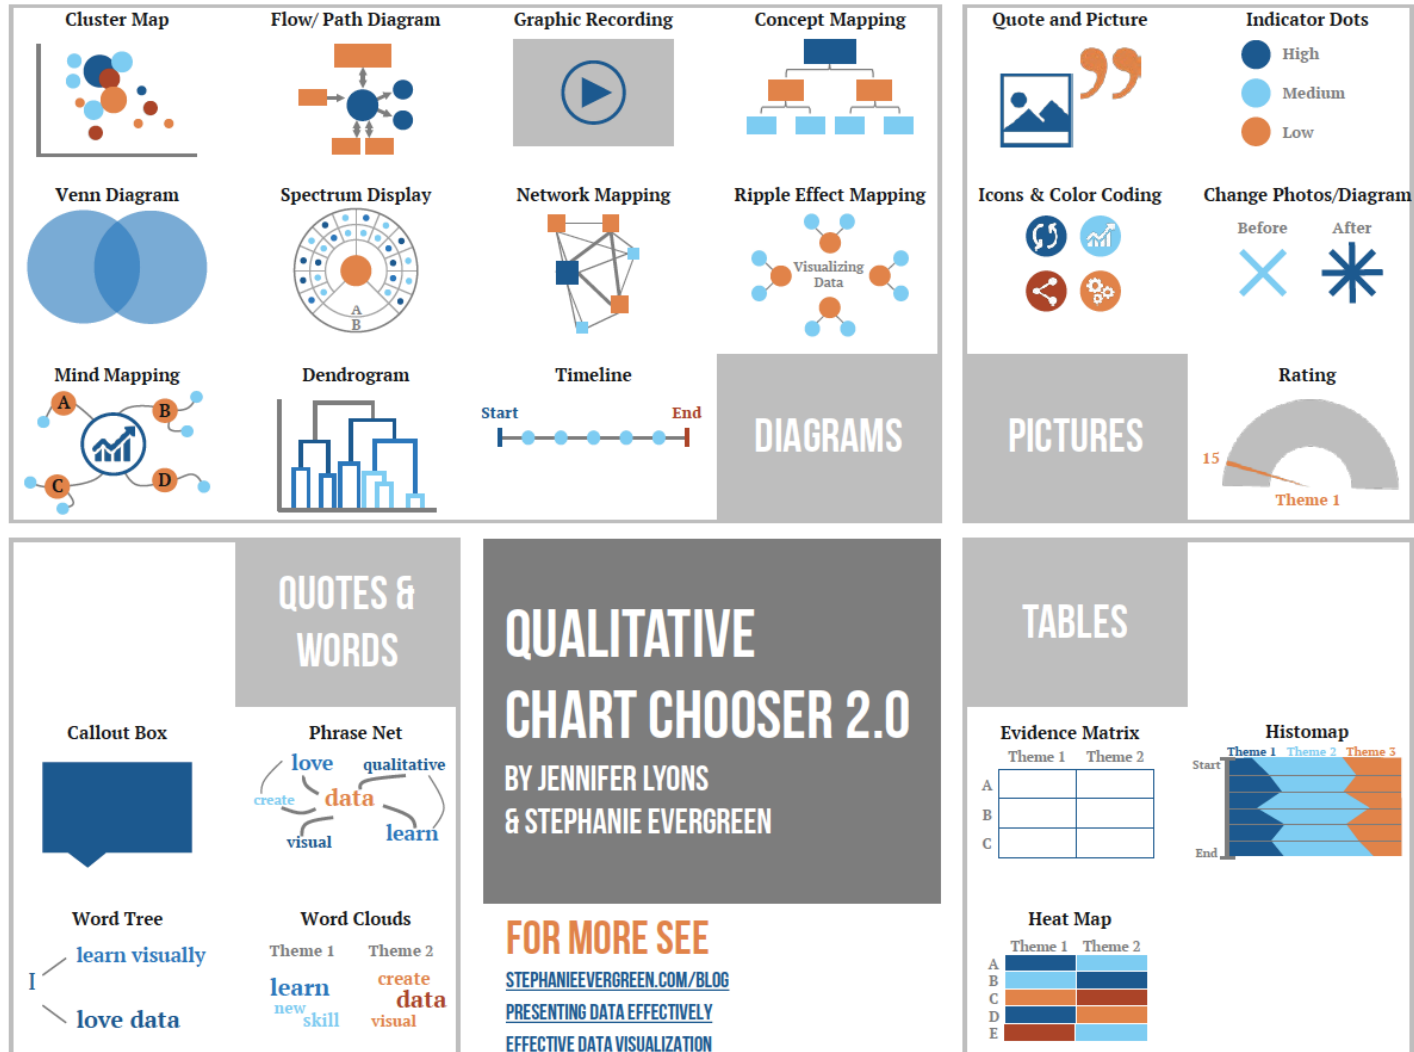 Cluster Map
Flow/ Path Diagram
Graphic Recording
Concept Mapping
Venn Diagram
Spectrum Display
A
B
Network Mapping
Ripple Effect Mapping
Visualizing
Data
Mind Mapping
A
B
C
D
Dendrogram
Timeline
Start
End
DIAGRAMS
Quote and Picture
”
Indicator Dots
High
Medium
Low
Icons & Color Coding
Change Photos/Diagram
Before
After
PICTURES
Rating
15
Theme 1
QUOTES &
WORDS
Callout Box
Phrase Net
love
qualitative
create
data
visual
learn
Word Tree
I
learn visually
love data
Word Clouds
Theme 1
Theme 2
learn
new
skill
create
data
visual
QUALITATIVE
CHART CHOOSER 2.0
BY JENNIFER LYONS
& STEPHANIE EVERGREEN
FOR MORE SEE
STEPHANIEEVERGREEN.COM/BLOG
PRESENTING DATA EFFECTIVELY
EFFECTIVE DATA VISUALIZATION
TABLES
Evidence Matrix
Theme 1
Theme 2
A
B
C
Histomap
Theme 1
Theme 2
Theme 3
Start
End
Heat Map
Theme 1
Theme 2
A
B
C
D
E